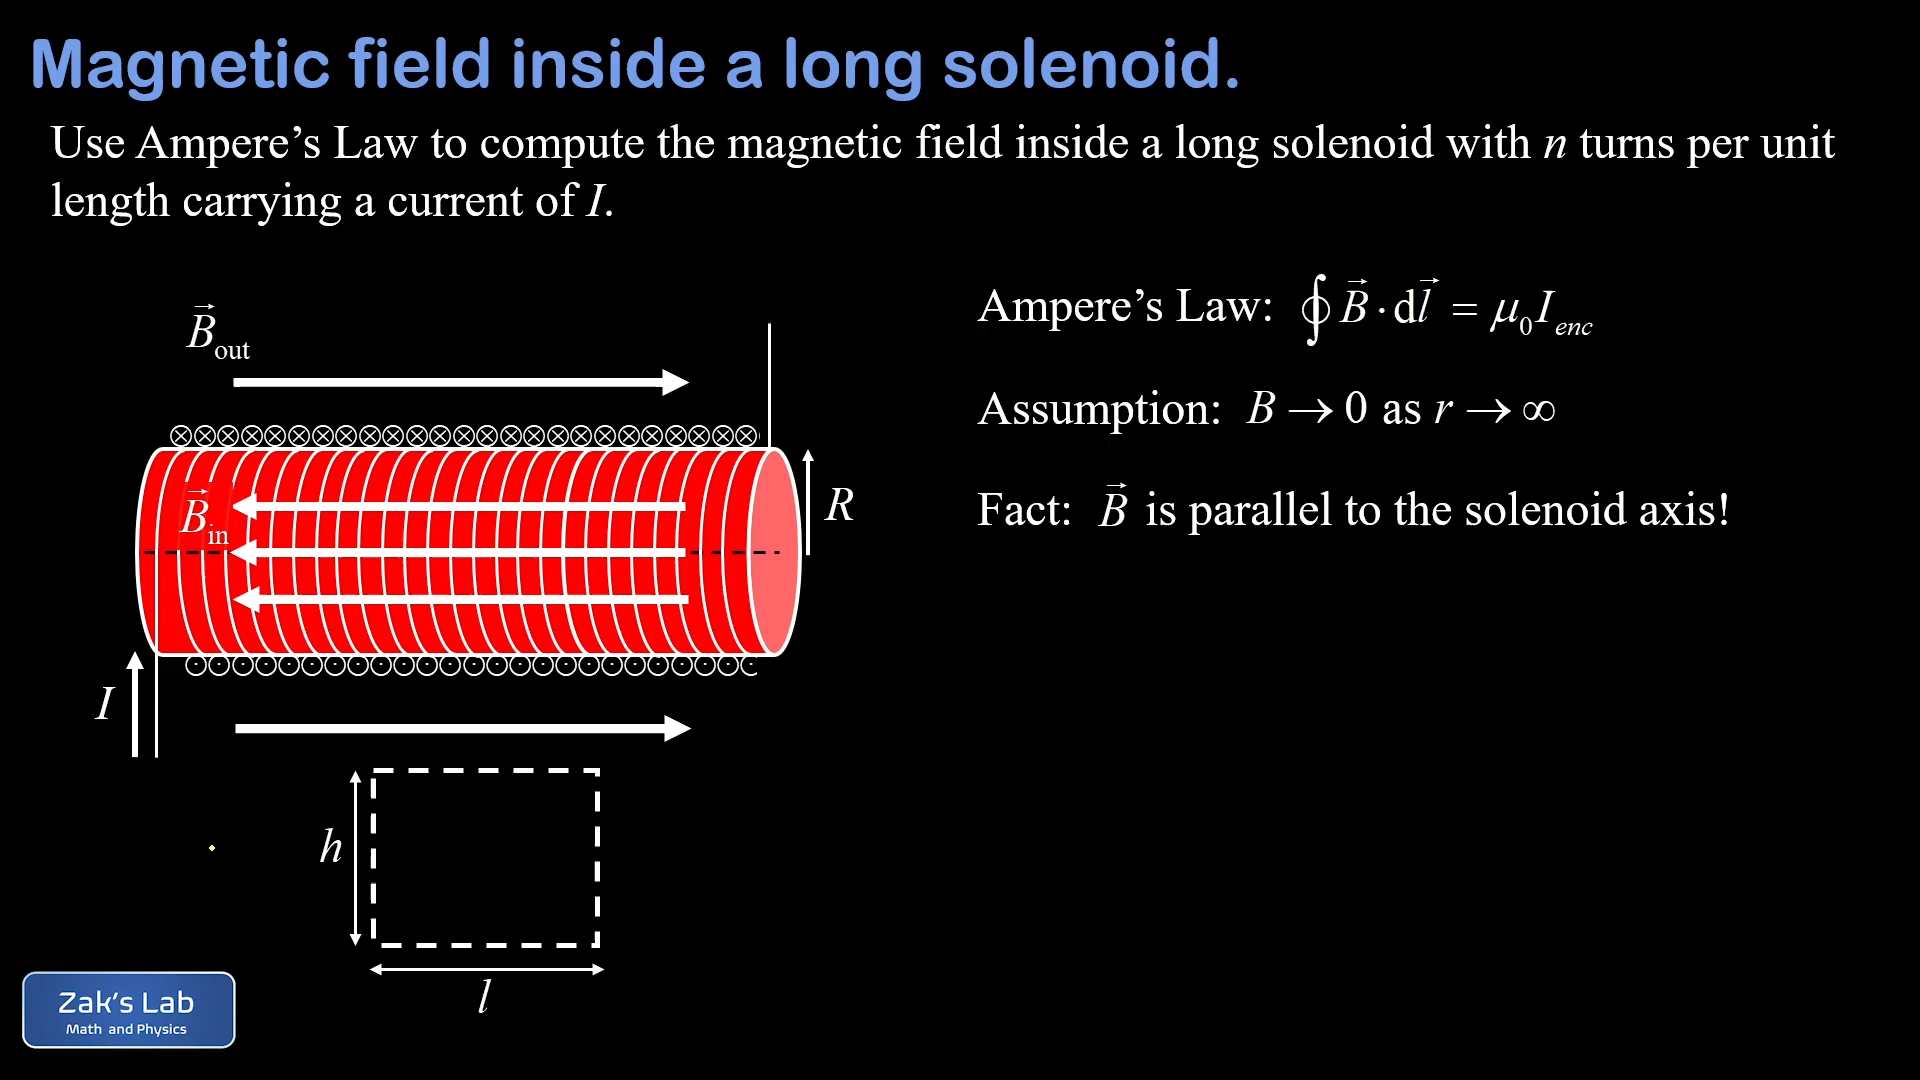 Magnetic field inside a long solenoid.
Use Ampere’s Law to compute the magnetic field inside a long solenoid with n turns per unit
length carrying a current of I.
B⃗out
Ampere’s Law: ∮ B⃗ · dl⃗ = μ₀Ienc
Assumption: B → 0 as r → ∞
Fact: B⃗ is parallel to the solenoid axis!
B⃗in
R
I
h
l
Zak’s Lab
Math and Physics